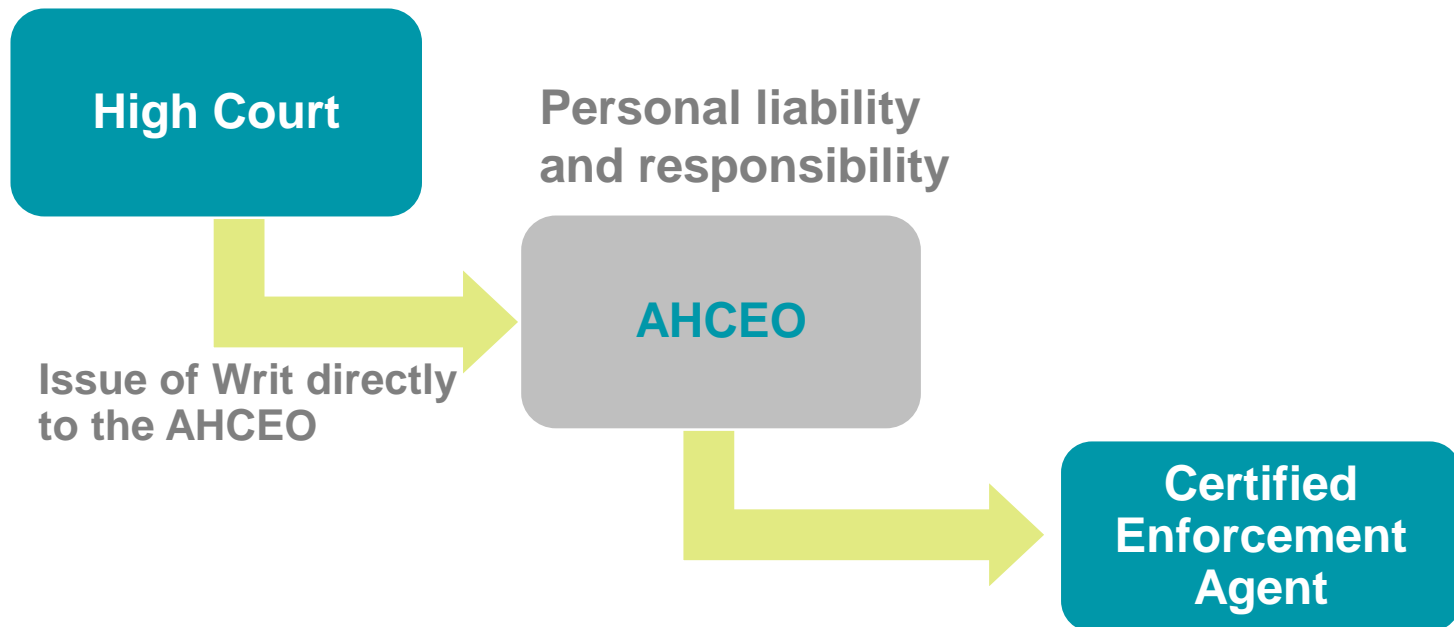 High Court
Personal liability
and responsibility
AHCEO
Issue of Writ directly
to the AHCEO
Certified
Enforcement
Agent